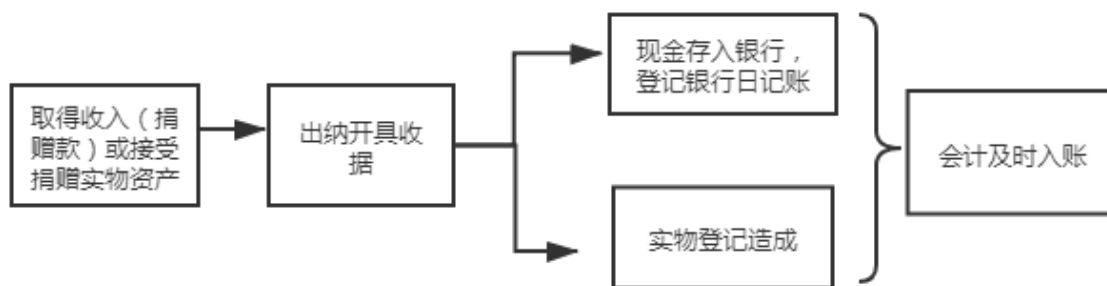 取得收入（捐
赠款）或接受
捐赠实物资产
出纳开具收
据
现金存入银行，
登记银行日记账
实物登记造成
会计及时入账